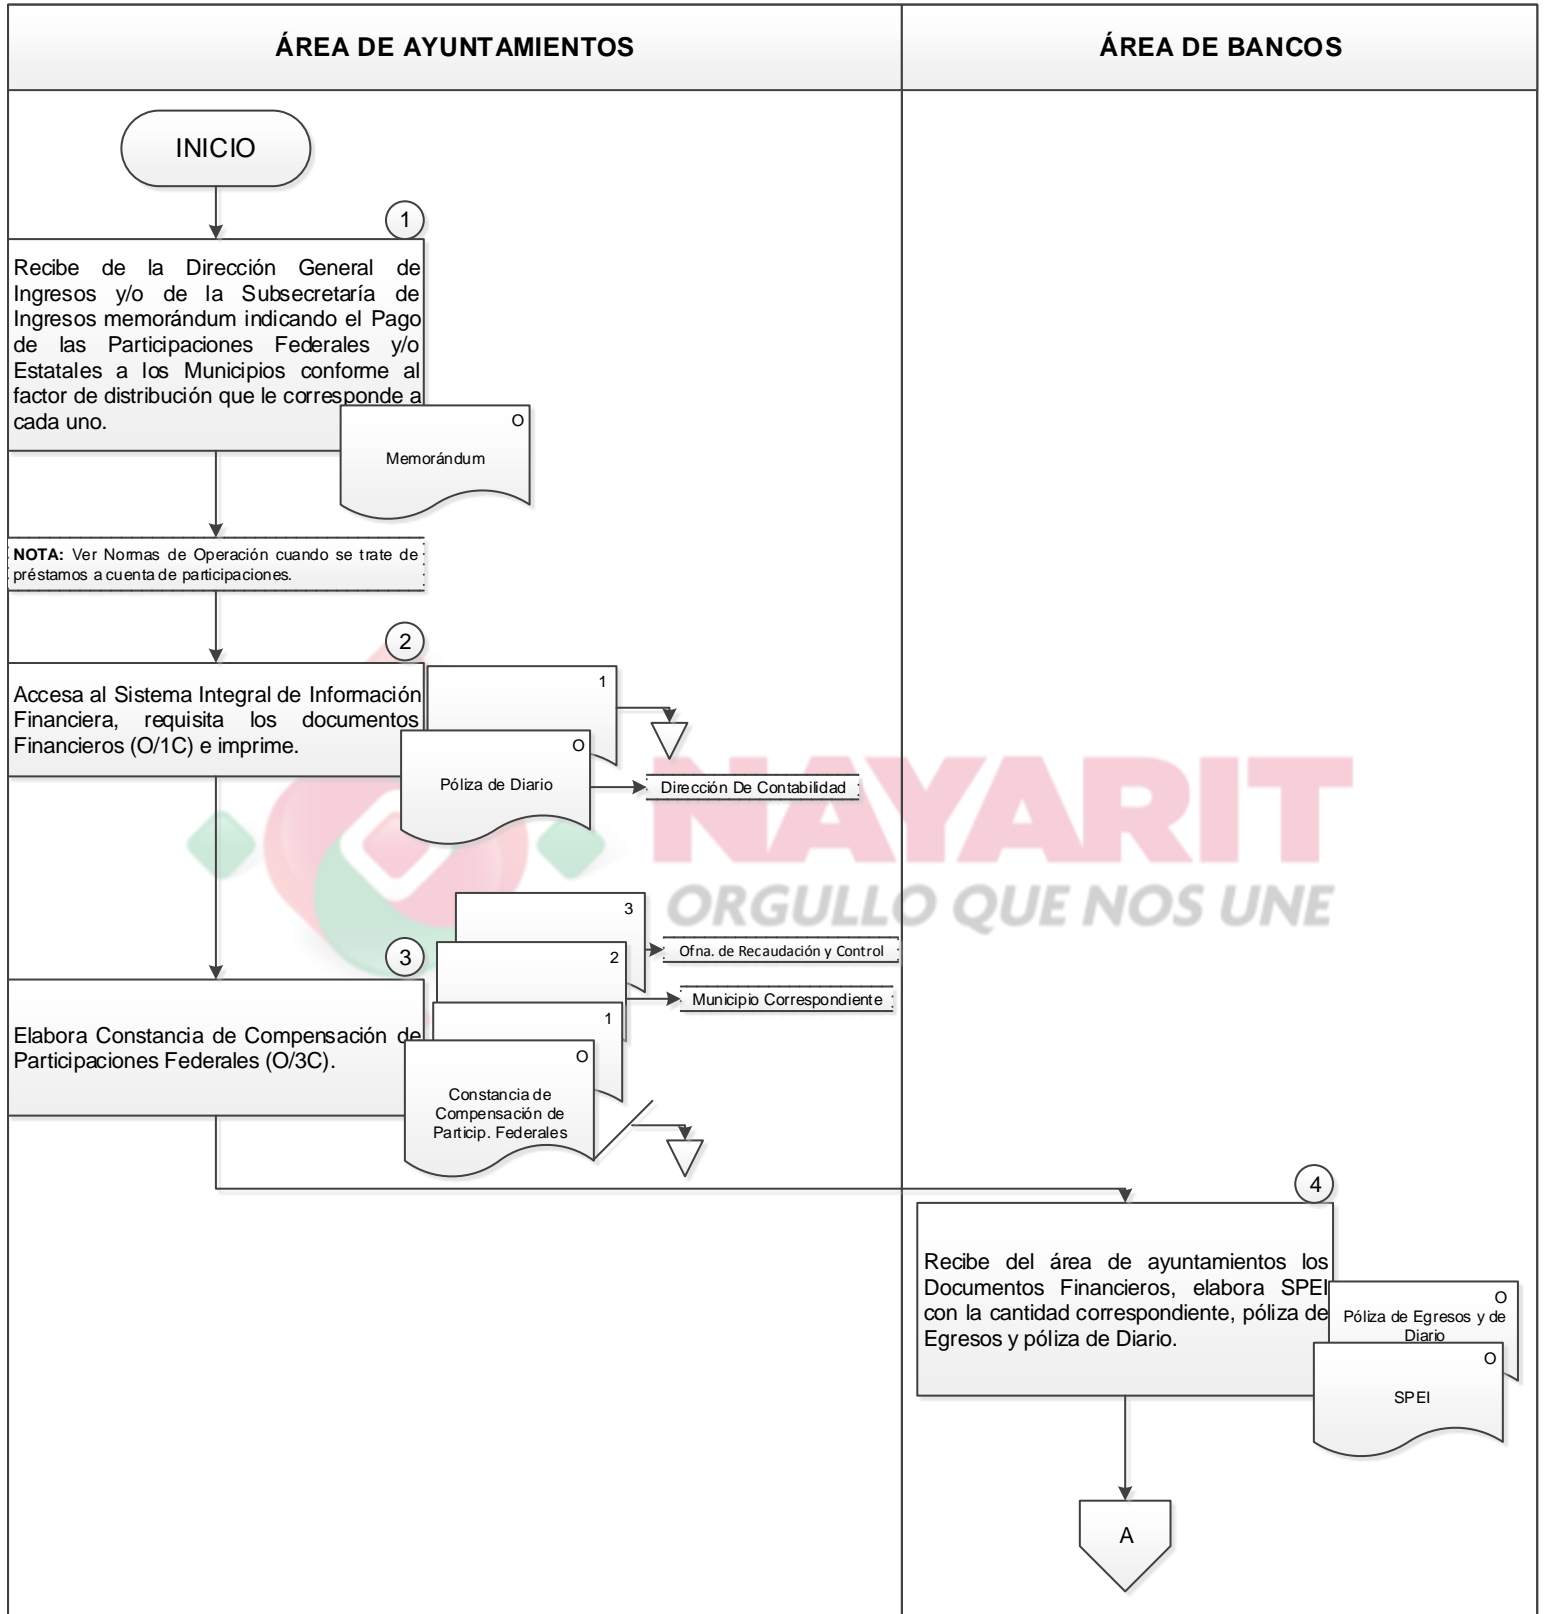 ÁREA DE AYUNTAMIENTOS
ÁREA DE BANCOS
INICIO
1
Recibe de la Dirección General de
Ingresos y/o de la Subsecretaría de
Ingresos memorándum indicando el Pago
de las Participaciones Federales y/o
Estatales a los Municipios conforme al
factor de distribución que le corresponde a
cada uno.
O
Memorándum
NOTA: Ver Normas de Operación cuando se trate de
préstamos a cuenta de participaciones.
2
Accesa al Sistema Integral de Información
Financiera, requisita los documentos
Financieros (O/1C) e imprime.
1
O
Póliza de Diario
Dirección De Contabilidad
NAYARIT
ORGULLO QUE NOS UNE
3
Elabora Constancia de Compensación de
Participaciones Federales (O/3C).
3
Ofna. de Recaudación y Control
2
Municipio Correspondiente
1
O
Constancia de
Compensación de
Particip. Federales
4
Recibe del área de ayuntamientos los
Documentos Financieros, elabora SPEI
con la cantidad correspondiente, póliza de
Egresos y póliza de Diario.
O
Póliza de Egresos y de
Diario
O
SPEI
A